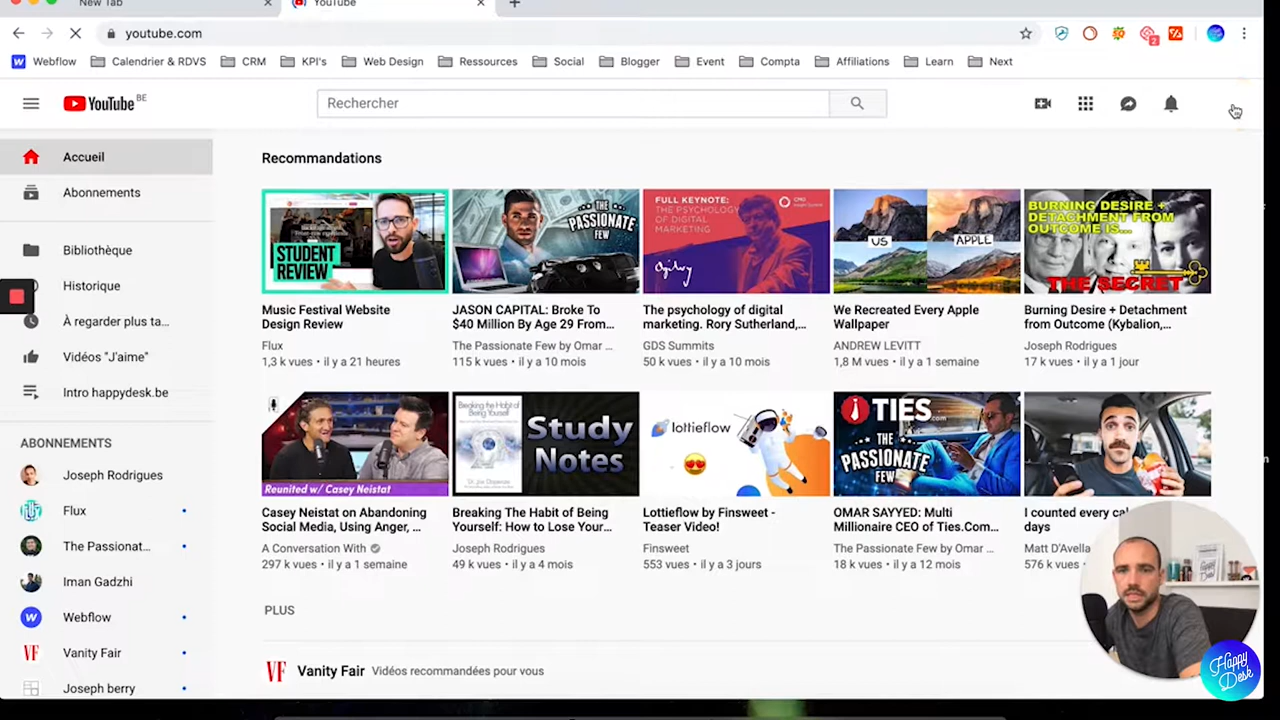 New Tab
YouTube
youtube.com
2
Webflow
Calendrier & RDVS
CRM
KPI's
Web Design
Ressources
Social
Blogger
Event
Compta
Affiliations
Learn
Next
YouTube BE
Rechercher
Accueil
Abonnements
Bibliothèque
Historique
À regarder plus ta...
Vidéos "J'aime"
Intro happydesk.be
ABONNEMENTS
Joseph Rodrigues
Flux
The Passionat...
Iman Gadzhi
Webflow
Vanity Fair
Joseph berry
Recommandations
STUDENT
REVIEW
Music Festival Website
Design Review
Flux
1,3 k vues • il y a 21 heures
THE
PASSIONATE
FEW
JASON CAPITAL: Broke To
$40 Million By Age 29 From...
The Passionate Few by Omar ...
115 k vues • il y a 10 mois
FULL KEYNOTE:
THE PSYCHOLOGY
OF DIGITAL
MARKETING
Ogilvy
The psychology of digital
marketing. Rory Sutherland,...
GDS Summits
50 k vues • il y a 10 mois
US
APPLE
We Recreated Every Apple
Wallpaper
ANDREW LEVITT
1,8 M vues • il y a 1 semaine
BURNING DESIRE +
DETACHMENT FROM
OUTCOME IS...
THE SECRET
Burning Desire + Detachment
from Outcome (Kybalion,...
Joseph Rodrigues
17 k vues • il y a 1 jour
Reunited w/ Casey Neistat
Casey Neistat on Abandoning
Social Media, Using Anger, ...
A Conversation With
297 k vues • il y a 1 semaine
Breaking The Habit of
Being Yourself
Study
Notes
Breaking The Habit of Being
Yourself: How to Lose Your...
Joseph Rodrigues
49 k vues • il y a 4 mois
lottieflow
Lottieflow by Finsweet -
Teaser Video!
Finsweet
553 vues • il y a 3 jours
TIES.com
THE
PASSIONATE
FEW
OMAR SAYYED: Multi
Millionaire CEO of Ties.Com...
The Passionate Few by Omar ...
18 k vues • il y a 12 mois
I counted every cal
days
Matt D'Avella
576 k vues
PLUS
VF
Vanity Fair Vidéos recommandées pour vous
Happy
Desk